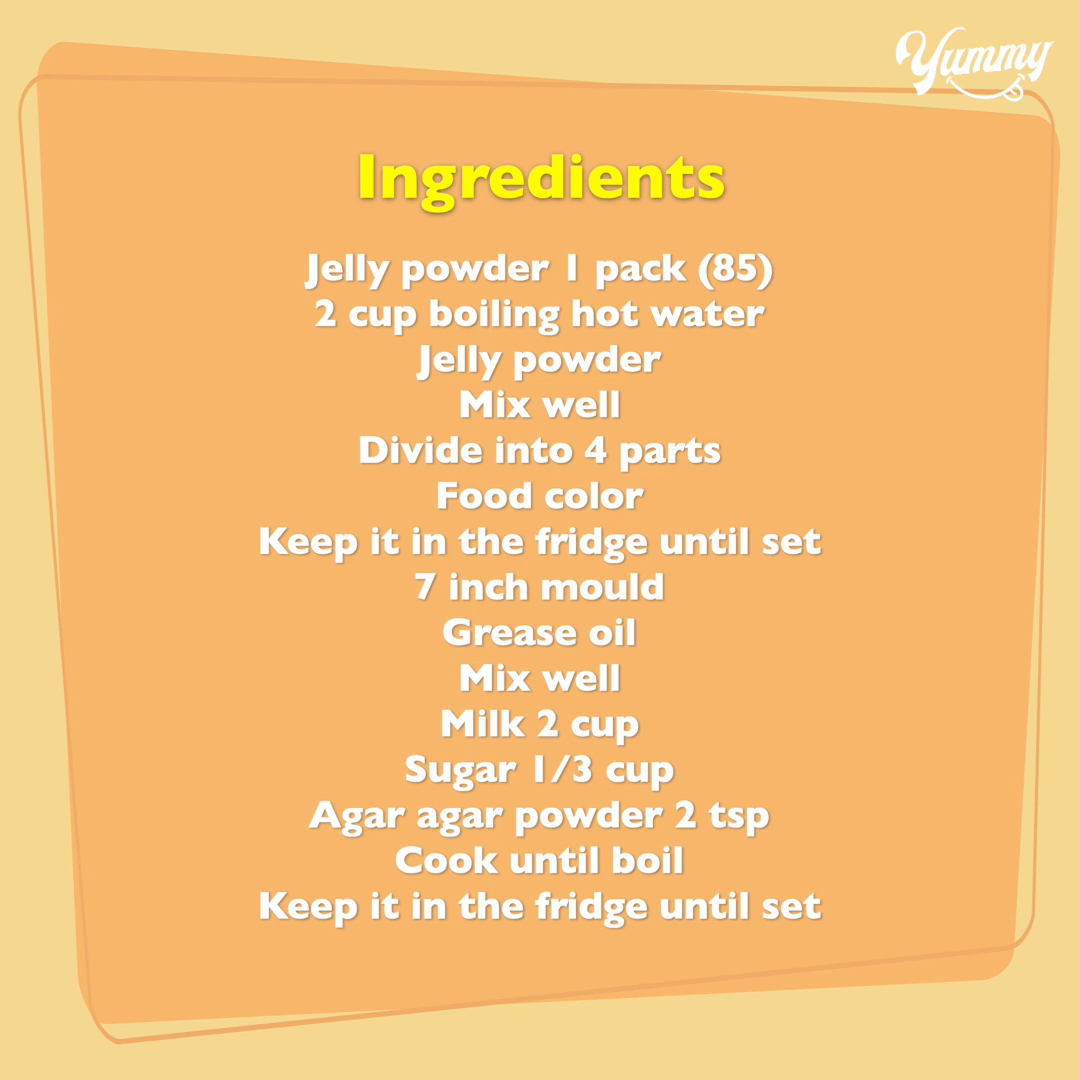 Yummy
Ingredients
Jelly powder 1 pack (85)
2 cup boiling hot water
Jelly powder
Mix well
Divide into 4 parts
Food color
Keep it in the fridge until set
7 inch mould
Grease oil
Mix well
Milk 2 cup
Sugar 1/3 cup
Agar agar powder 2 tsp
Cook until boil
Keep it in the fridge until set